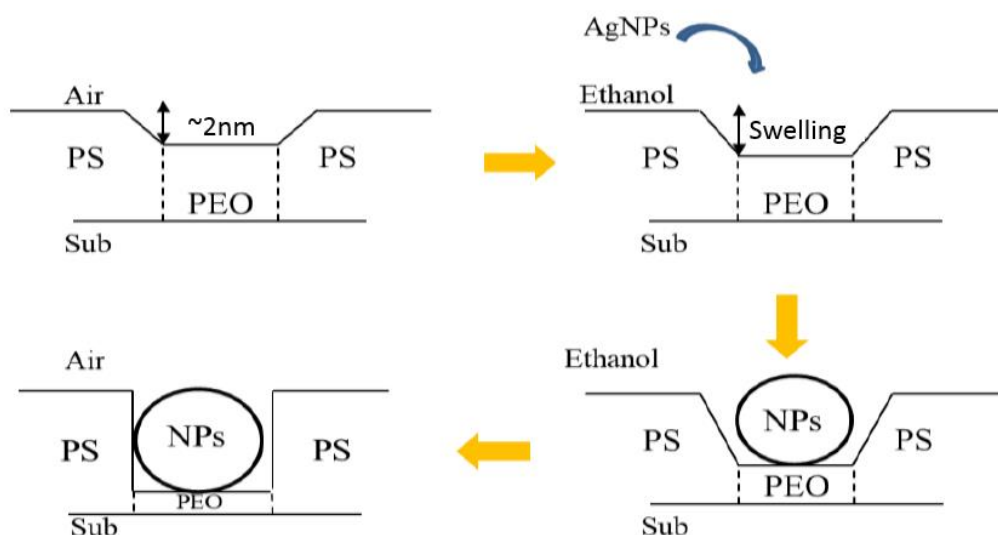 AgNPs
Air
~2nm
PS
PS
PEO
Sub
Ethanol
Swelling
PS
PS
PEO
Sub
Air
PS
NPs
PS
PEO
Sub
Ethanol
NPs
PS
PS
PEO
Sub